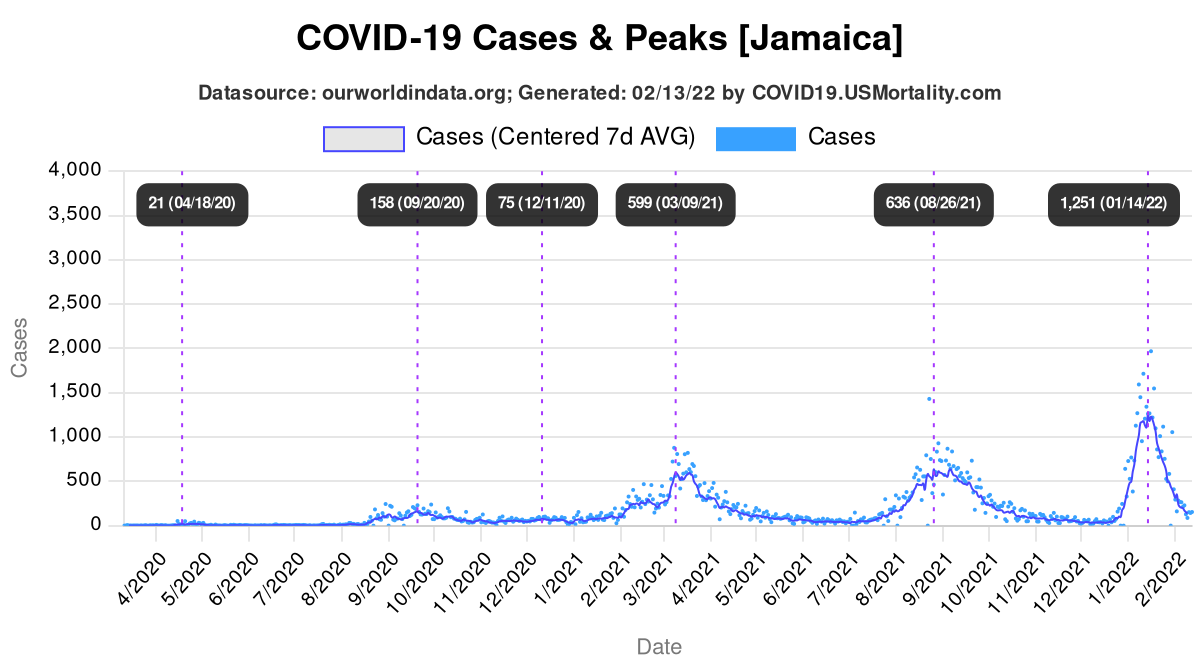 COVID-19 Cases & Peaks [Jamaica]
Datasource: ourworldindata.org; Generated: 02/13/22 by COVID19.USMortality.com
Cases (Centered 7d AVG) Cases
4,000
21 (04/18/20) 158 (09/20/20) 75 (12/11/20) 599 (03/09/21) 636 (08/26/21) 1,251 (01/14/22)
3,500
3,000
2,500
2,000
1,500
1,000
500
0
Cases
4/2020 5/2020 6/2020 7/2020 8/2020 9/2020 10/2020 11/2020 12/2020 1/2021 2/2021 3/2021 4/2021 5/2021 6/2021 7/2021 8/2021 9/2021 10/2021 11/2021 12/2021 1/2022 2/2022
Date